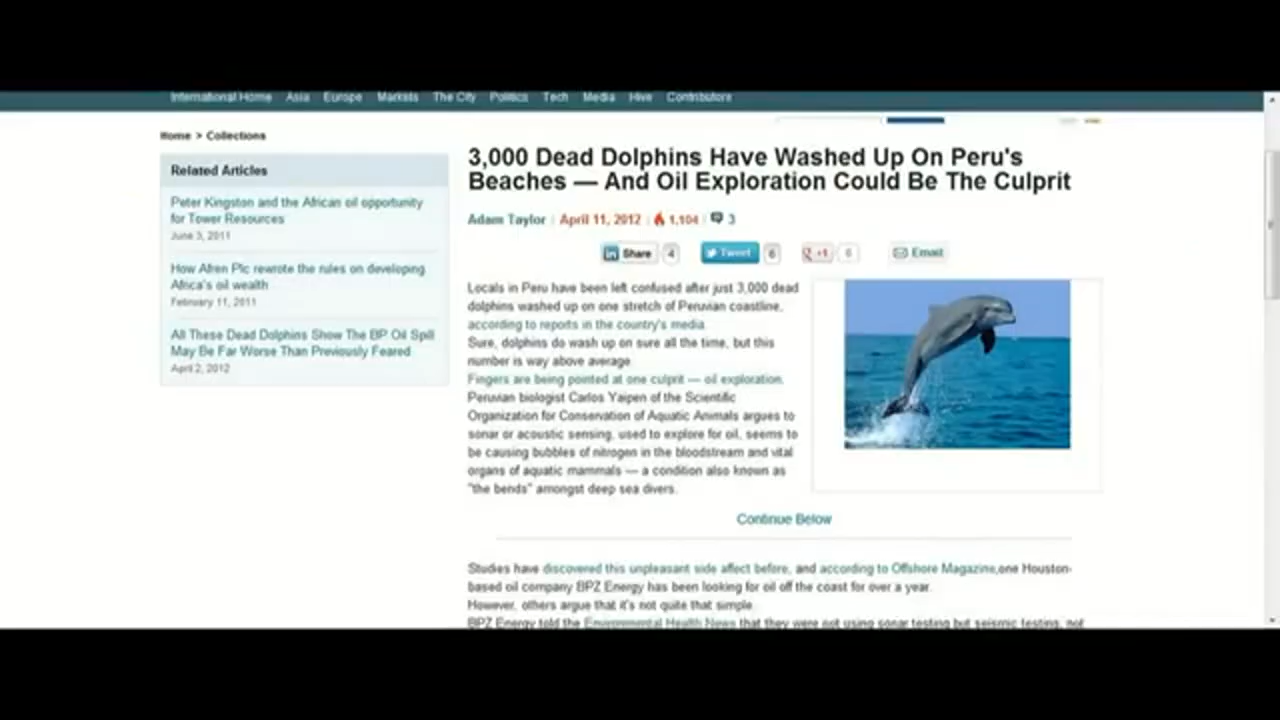 International Home Asia Europe Markets The City Politics Tech Media Hive Contributors
Home > Collections
Related Articles
Peter Kingston and the African oil opportunity
for Tower Resources
June 3, 2011
How Afren Plc rewrote the rules on developing
Africa's oil wealth
February 11, 2011
All These Dead Dolphins Show The BP Oil Spill
May Be Far Worse Than Previously Feared
April 2, 2012
3,000 Dead Dolphins Have Washed Up On Peru's
Beaches — And Oil Exploration Could Be The Culprit
Adam Taylor | April 11, 2012 | 1,104 | 3
in Share 4 Tweet 6 g +1 6 Email
Locals in Peru have been left confused after just 3,000 dead
dolphins washed up on one stretch of Peruvian coastline,
according to reports in the country's media.
Sure, dolphins do wash up on sure all the time, but this
number is way above average.
Fingers are being pointed at one culprit — oil exploration.
Peruvian biologist Carlos Yaipen of the Scientific
Organization for Conservation of Aquatic Animals argues to
sonar or acoustic sensing, used to explore for oil, seems to
be causing bubbles of nitrogen in the bloodstream and vital
organs of aquatic mammals — a condition also known as
"the bends" amongst deep sea divers.
Continue Below
Studies have discovered this unpleasant side affect before, and according to Offshore Magazine,one Houston-
based oil company BPZ Energy has been looking for oil off the coast for over a year.
However, others argue that it's not quite that simple.
BPZ Energy told the Environmental Health News that they were not using sonar testing but seismic testing, not